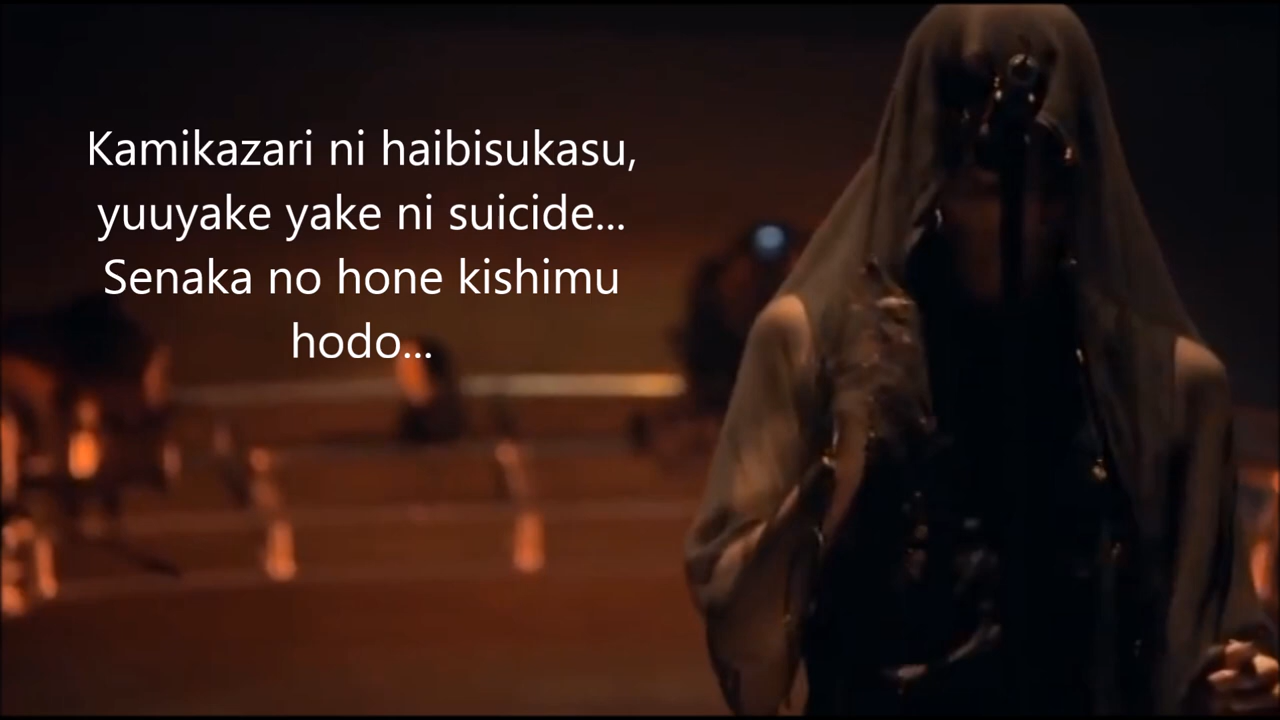 Kamikazari ni haibisukasu,
yuuyake yake ni suicide...
Senaka no hone kishimu
hodo...